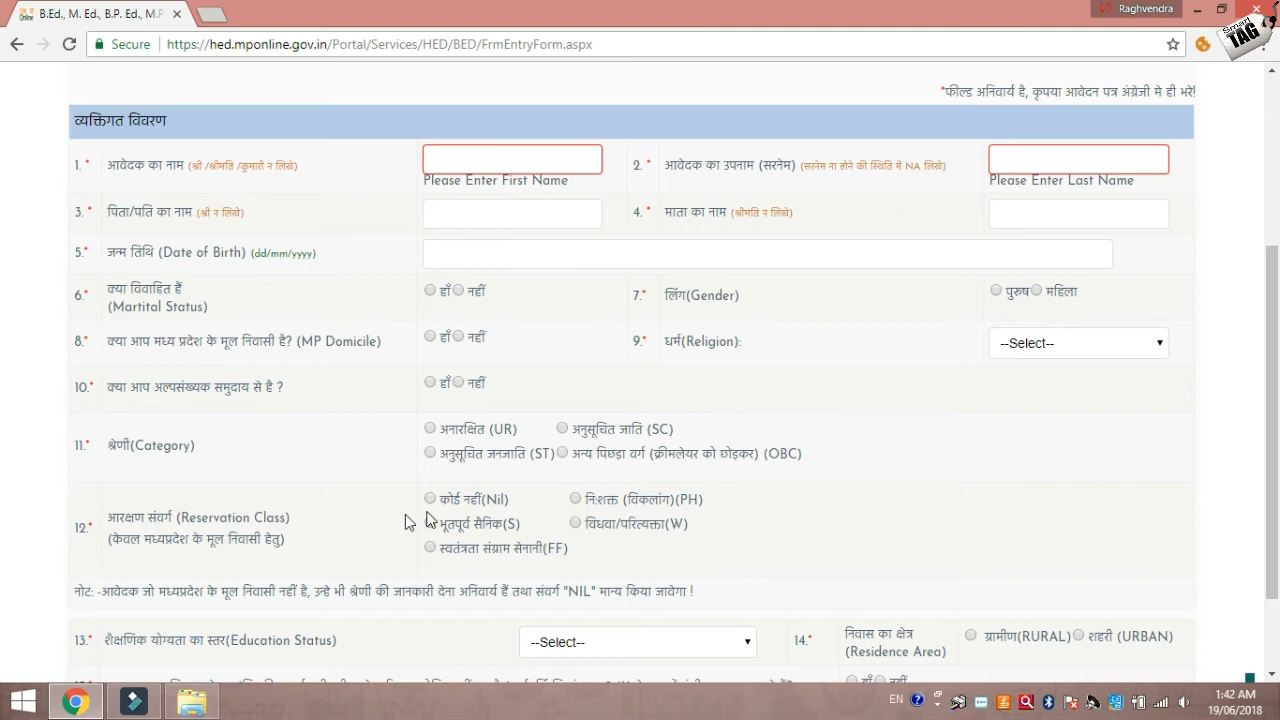 B.Ed., M. Ed., B.P. Ed., M.P
Raghvendra
Smart TAG
Secure
https://hed.mponline.gov.in/Portal/Services/HED/BED/FrmEntryForm.aspx
*फील्ड अनिवार्य है, कृपया आवेदन पत्र अंग्रेजी मे ही भरे!
व्यक्तिगत विवरण
1.* आवेदक का नाम (श्री /श्रीमति /कुमारी न लिखे) 2.* आवेदक का उपनाम (सरनेम) (सरनेम ना होने की स्थिति में NA लिखे)
Please Enter First Name Please Enter Last Name
3.* पिता/पति का नाम (श्री न लिखे) 4.* माता का नाम (श्रीमति न लिखे)
5.* जन्म तिथि (Date of Birth) (dd/mm/yyyy)
6.* क्या विवाहित हैं (Martital Status) हाँ नहीं 7.* लिंग(Gender) पुरुष महिला
8.* क्या आप मध्य प्रदेश के मूल निवासी है? (MP Domicile) हाँ नहीं 9.* धर्म(Religion): --Select--
10.* क्या आप अल्पसंख्यक समुदाय से है ? हाँ नहीं
11.* श्रेणी(Category) अनारक्षित (UR) अनुसूचित जाति (SC)
अनुसूचित जनजाति (ST) अन्य पिछड़ा वर्ग (क्रीमलेयर को छोड़कर) (OBC)
12.* आरक्षण संवर्ग (Reservation Class)
(केवल मध्यप्रदेश के मूल निवासी हेतु)
कोई नहीं(Nil) नि:शक्त (विकलांग)(PH)
भूतपूर्व सैनिक(S) विधवा/परित्यक्ता(W)
स्वतंत्रता संग्राम सेनानी(FF)
नोट: -आवेदक जो मध्यप्रदेश के मूल निवासी नहीं है, उन्हे भी श्रेणी की जानकारी देना अनिवार्य हैं तथा संवर्ग "NIL" मान्य किया जावेगा !
13.* शैक्षणिक योग्यता का स्तर(Education Status) --Select-- 14.* निवास का क्षेत्र (Residence Area) ग्रामीण(RURAL) शहरी (URBAN)
EN
1:42 AM
19/06/2018